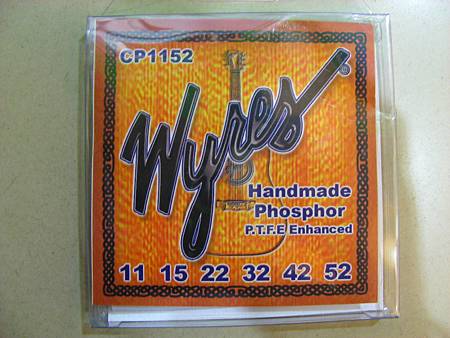 CP1152
Wyres
Handmade
Phosphor
P.T.F.E Enhanced
11 15 22 32 42 52